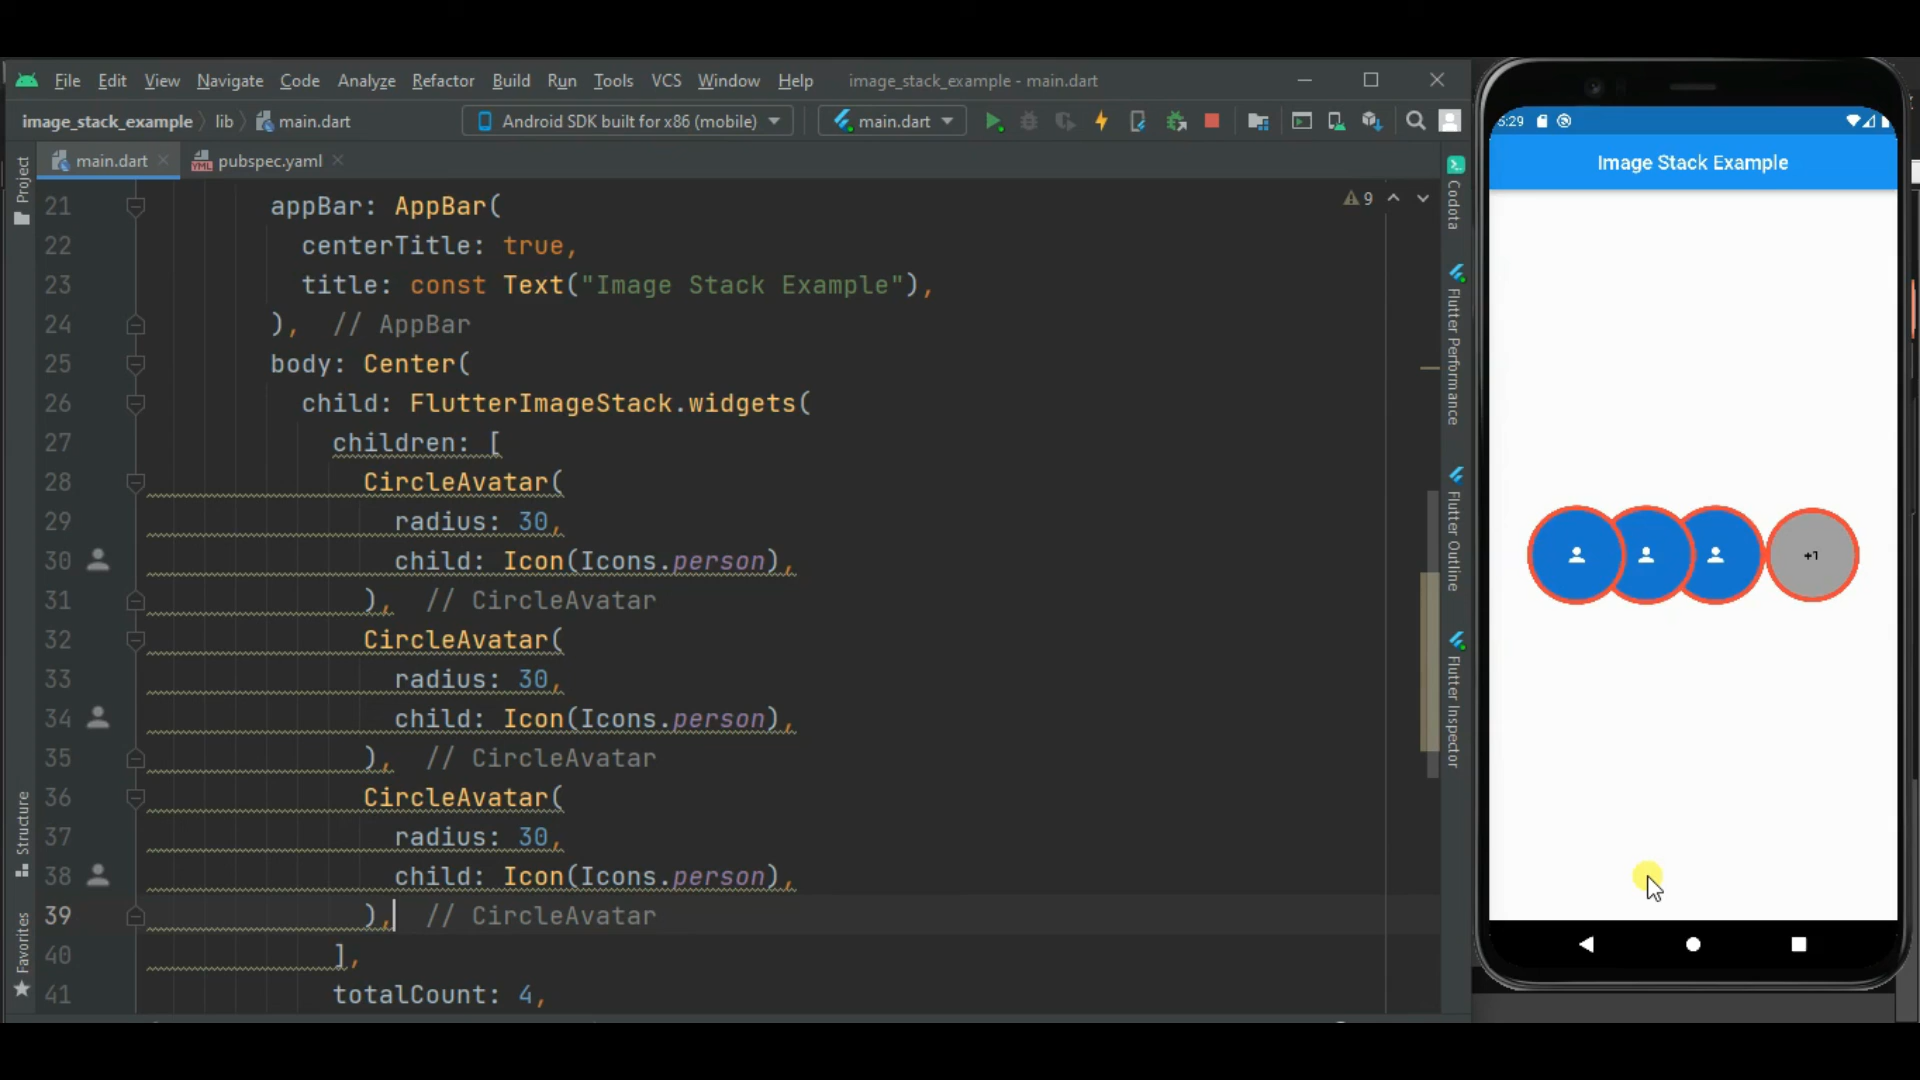 File Edit View Navigate Code Analyze Refactor Build Run Tools VCS Window Help image_stack_example - main.dart
image_stack_example lib main.dart Android SDK built for x86 (mobile) main.dart
main.dart pubspec.yaml
Project
Structure
Favorites
9
21 appBar: AppBar(
22 centerTitle: true,
23 title: const Text("Image Stack Example"),
24 ), // AppBar
25 body: Center(
26 child: FlutterImageStack.widgets(
27 children: [
28 CircleAvatar(
29 radius: 30,
30 child: Icon(Icons.person),
31 ), // CircleAvatar
32 CircleAvatar(
33 radius: 30,
34 child: Icon(Icons.person),
35 ), // CircleAvatar
36 CircleAvatar(
37 radius: 30,
38 child: Icon(Icons.person),
39 ), // CircleAvatar
40 ],
41 totalCount: 4,
Codota
Flutter Performance
Flutter Outline
Flutter Inspector
5:29
Image Stack Example
+1